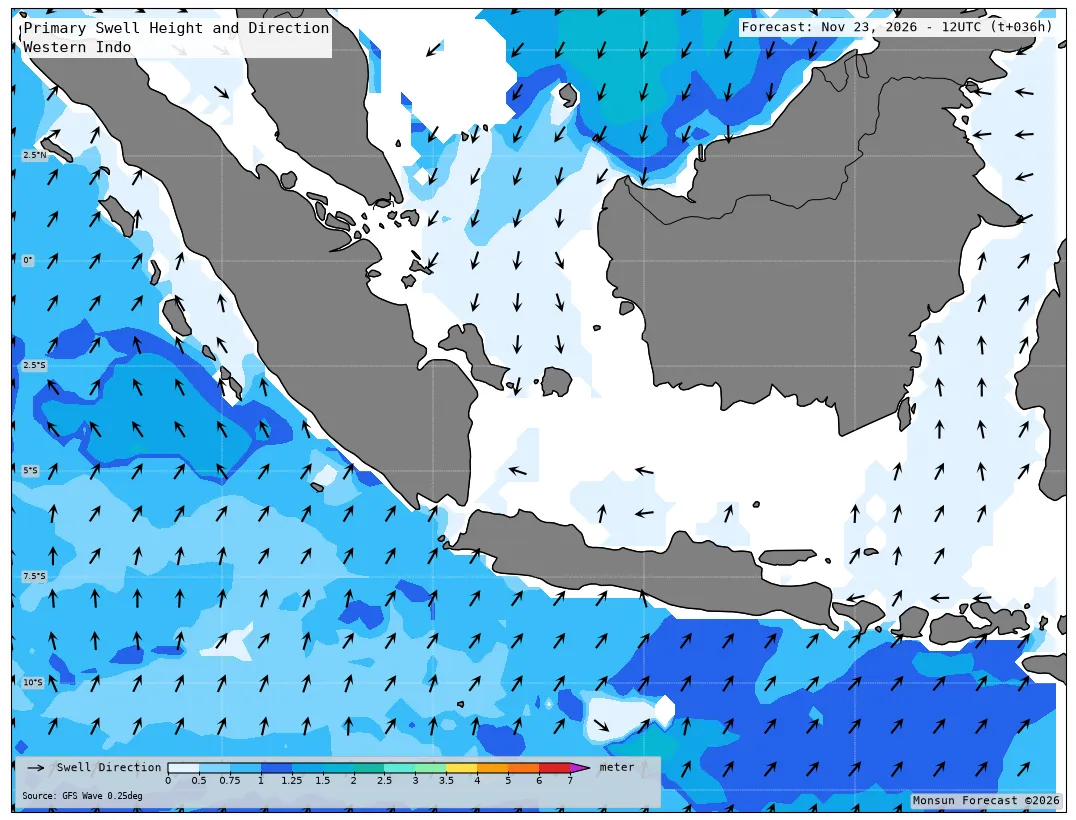 Primary Swell Height and Direction
Western Indo
Forecast: Nov 23, 2026 - 12UTC (t+036h)
2.5°N
0°
2.5°S
5°S
7.5°S
10°S
Swell Direction
0 0.5 0.75 1 1.25 1.5 2 2.5 3 3.5 4 5 6 7
meter
Source: GFS Wave 0.25deg
Monsun Forecast ©2026